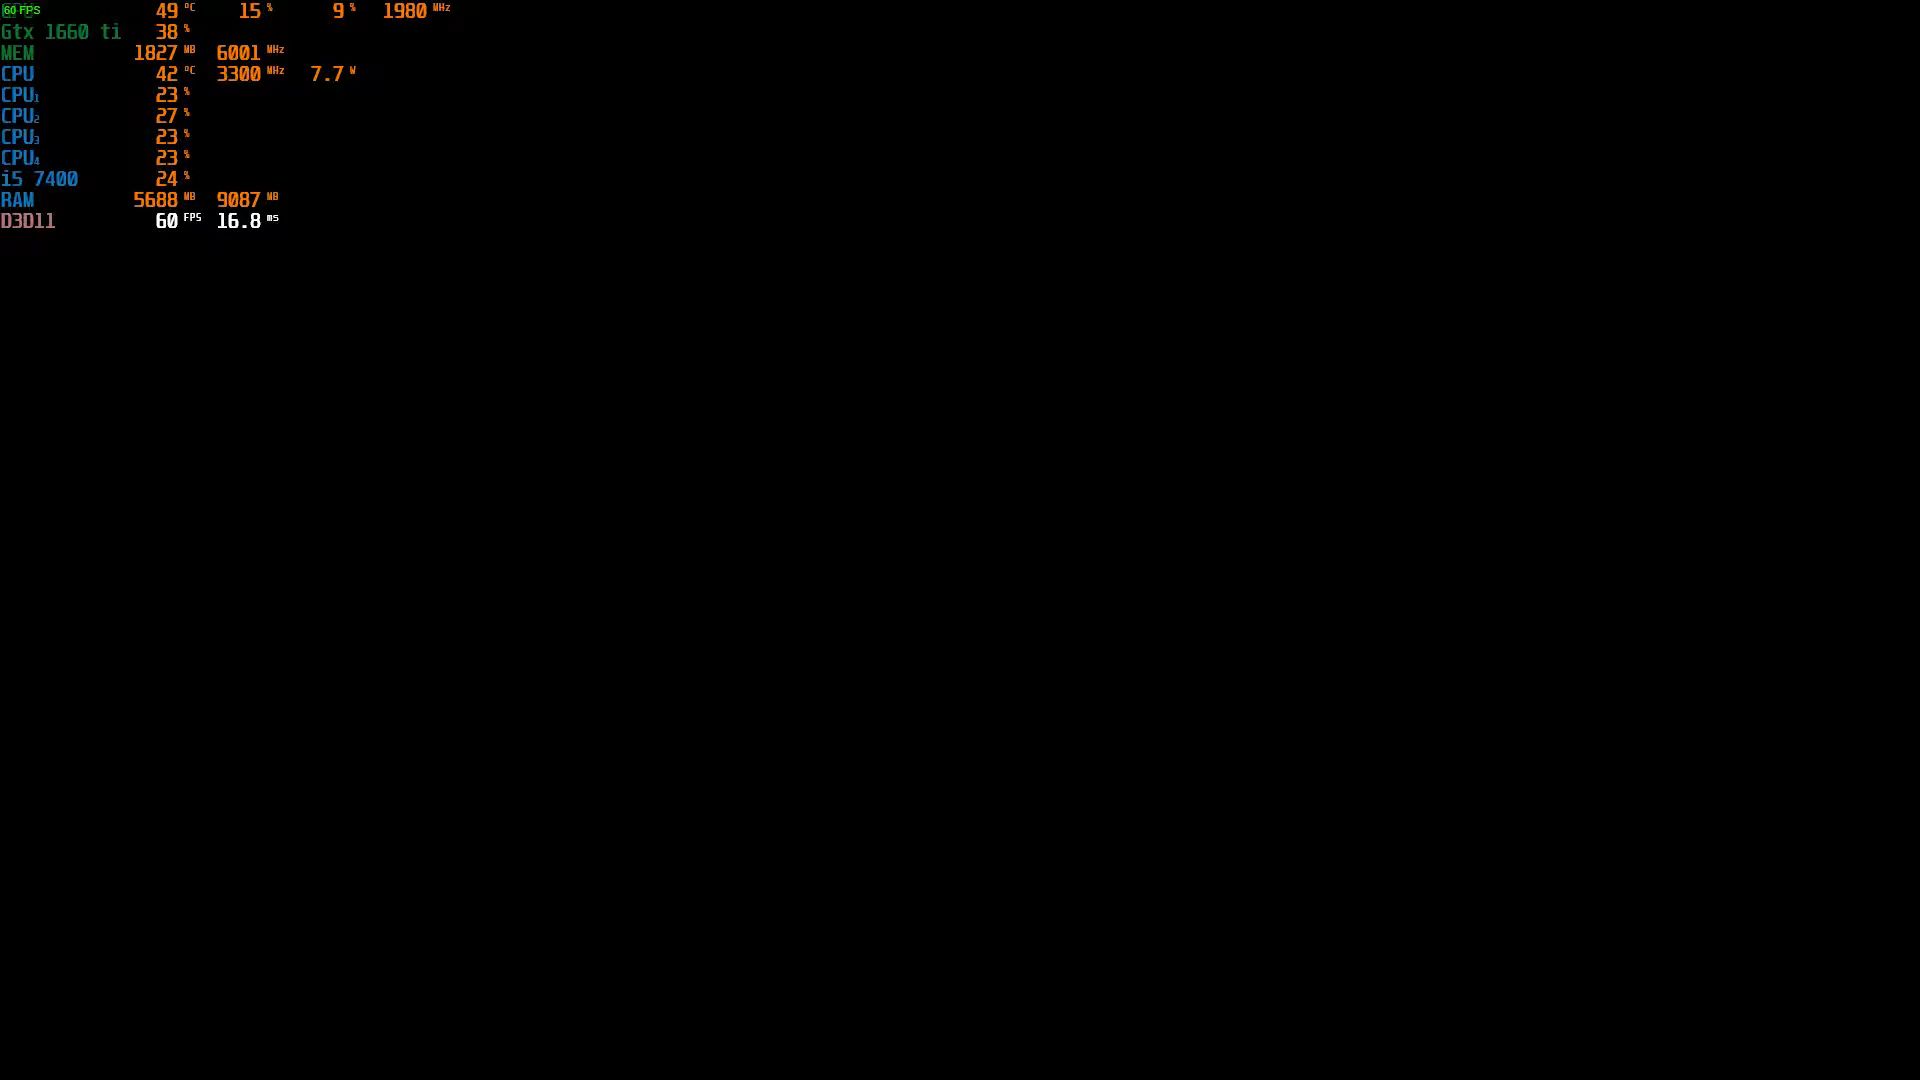 60 FPS
GPU 49 °C 15 % 9 % 1980 MHz
Gtx 1660 ti 38 %
MEM 1827 MB 6001 MHz
CPU 42 °C 3300 MHz 7.7 W
CPU1 23 %
CPU2 27 %
CPU3 23 %
CPU4 23 %
i5 7400 24 %
RAM 5688 MB 9087 MB
D3D11 60 FPS 16.8 ms